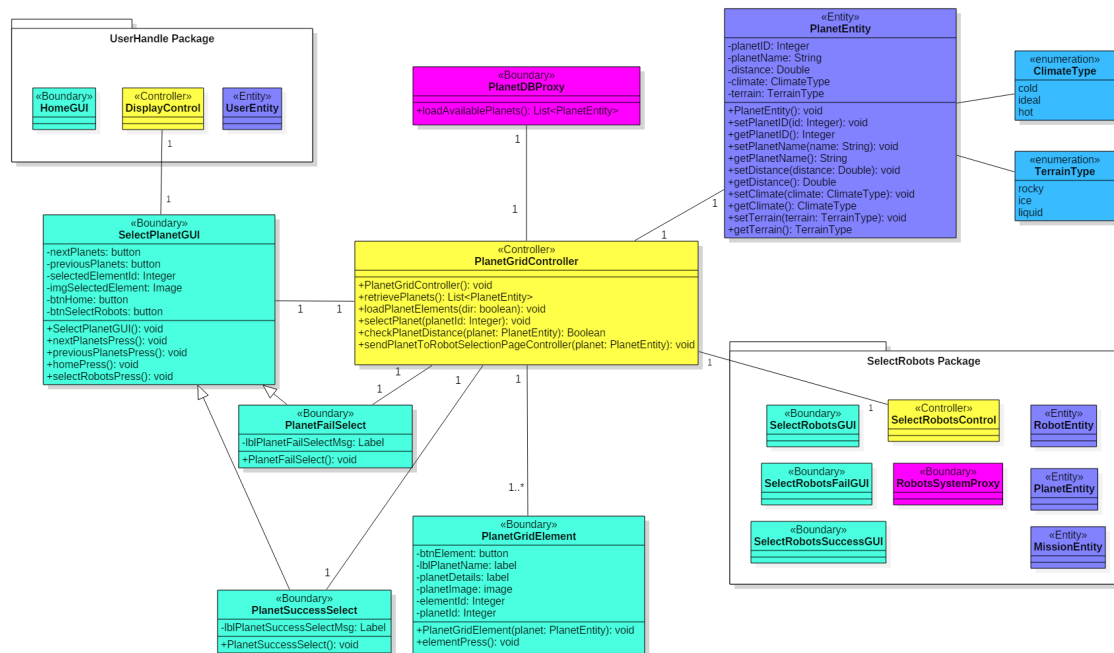 UserHandle Package
«Boundary»
HomeGUI
«Controller»
DisplayControl
«Entity»
UserEntity
1
1
«Boundary»
SelectPlanetGUI
-nextPlanets: button
-previousPlanets: button
-selectedElementId: Integer
-imgSelectedElement: Image
-btnHome: button
-btnSelectRobots: button
+SelectPlanetGUI(): void
+nextPlanetsPress(): void
+previousPlanetsPress(): void
+homePress(): void
+selectRobotsPress(): void
«Boundary»
PlanetDBProxy
+loadAvailablePlanets(): List<PlanetEntity>
1
1
«Entity»
PlanetEntity
-planetID: Integer
-planetName: String
-distance: Double
-climate: ClimateType
-terrain: TerrainType
+PlanetEntity(): void
+setPlanetID(id: Integer): void
+getPlanetID(): Integer
+setPlanetName(name: String): void
+getPlanetName(): String
+setDistance(distance: Double): void
+getDistance(): Double
+setClimate(climate: ClimateType): void
+getClimate(): ClimateType
+setTerrain(terrain: TerrainType): void
+getTerrain(): TerrainType
«enumeration»
ClimateType
cold
ideal
hot
«enumeration»
TerrainType
rocky
ice
liquid
1
1
«Controller»
PlanetGridController
+PlanetGridController(): void
+retrievePlanets(): List<PlanetEntity>
+loadPlanetElements(dir: boolean): void
+selectPlanet(planetId: Integer): void
+checkPlanetDistance(planet: PlanetEntity): Boolean
+sendPlanetToRobotSelectionPageController(planet: PlanetEntity): void
1
1
1
1
1
1
1
1
1
1..*
«Boundary»
PlanetFailSelect
-lblPlanetFailSelectMsg: Label
+PlanetFailSelect(): void
«Boundary»
PlanetSuccessSelect
-lblPlanetSuccessSelectMsg: Label
+PlanetSuccessSelect(): void
«Boundary»
PlanetGridElement
-btnElement: button
-lblPlanetName: label
-planetDetails: label
-planetImage: image
-elementId: Integer
-planetId: Integer
+PlanetGridElement(planet: PlanetEntity): void
+elementPress(): void
SelectRobots Package
«Boundary»
SelectRobotsGUI
«Controller»
SelectRobotsControl
«Entity»
RobotEntity
«Boundary»
SelectRobotsFailGUI
«Boundary»
RobotsSystemProxy
«Entity»
PlanetEntity
«Boundary»
SelectRobotsSuccessGUI
«Entity»
MissionEntity